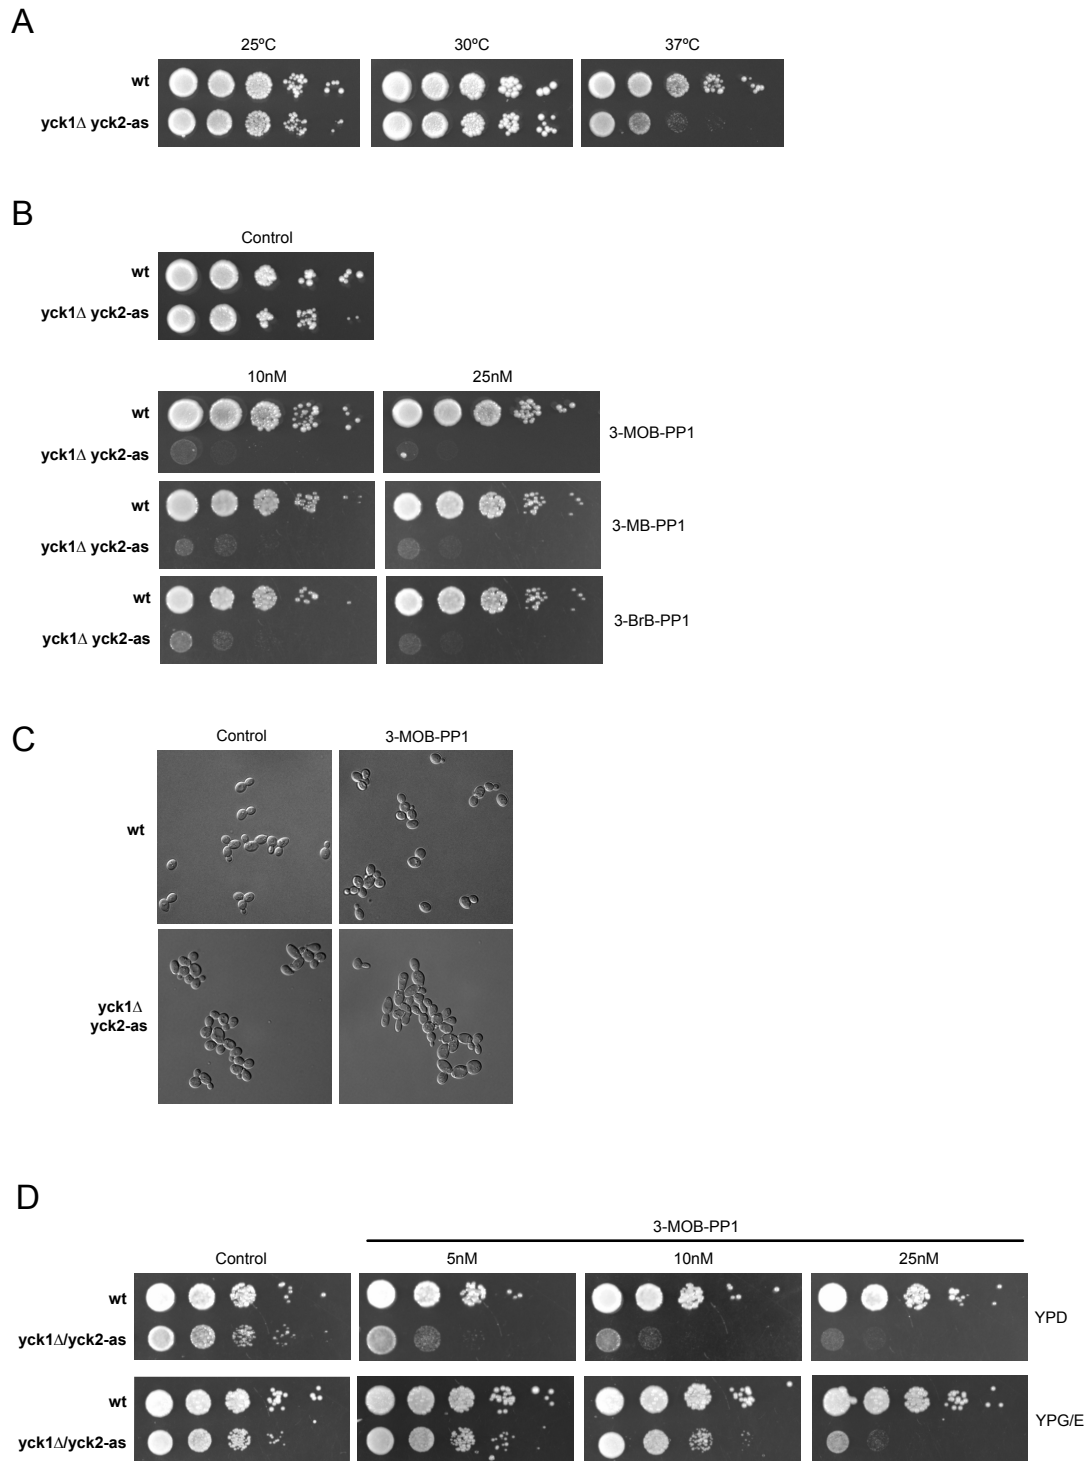 A
25ºC 30ºC 37ºC
wt
yck1Δ yck2-as
B
Control
wt
yck1Δ yck2-as
10nM 25nM
wt
yck1Δ yck2-as
3-MOB-PP1
wt
yck1Δ yck2-as
3-MB-PP1
wt
yck1Δ yck2-as
3-BrB-PP1
C
Control 3-MOB-PP1
wt
yck1Δ
yck2-as
D
3-MOB-PP1
Control 5nM 10nM 25nM
wt
yck1Δ/yck2-as
YPD
wt
yck1Δ/yck2-as
YPG/E